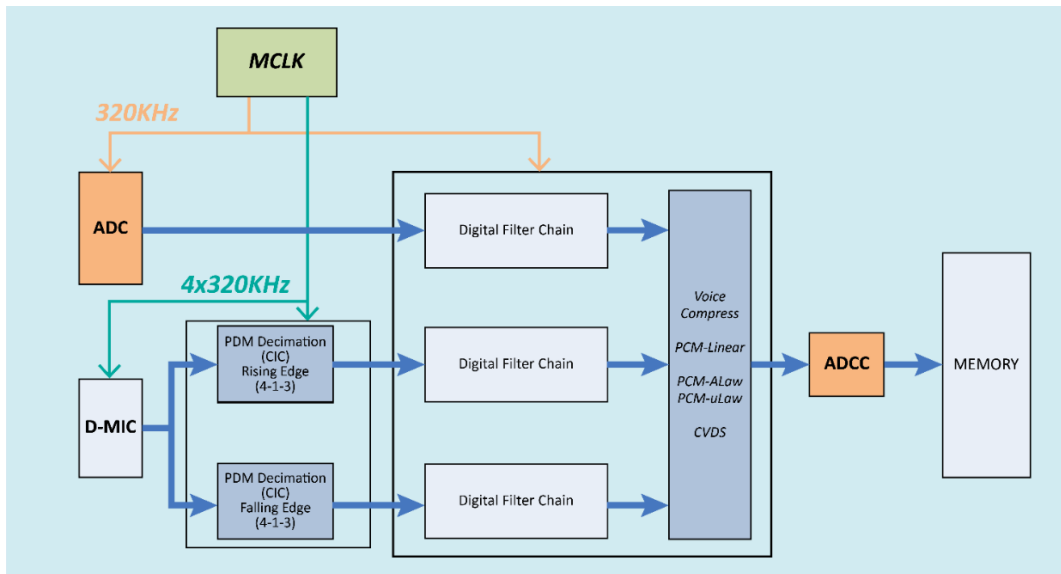 MCLK
320KHz
ADC
Digital Filter Chain
4x320KHz
Voice
Compress
PCM-Linear
PCM-ALaw
PCM-uLaw
CVDS
PDM Decimation
(CIC)
Rising Edge
(4-1-3)
Digital Filter Chain
ADCC
MEMORY
D-MIC
PDM Decimation
(CIC)
Falling Edge
(4-1-3)
Digital Filter Chain